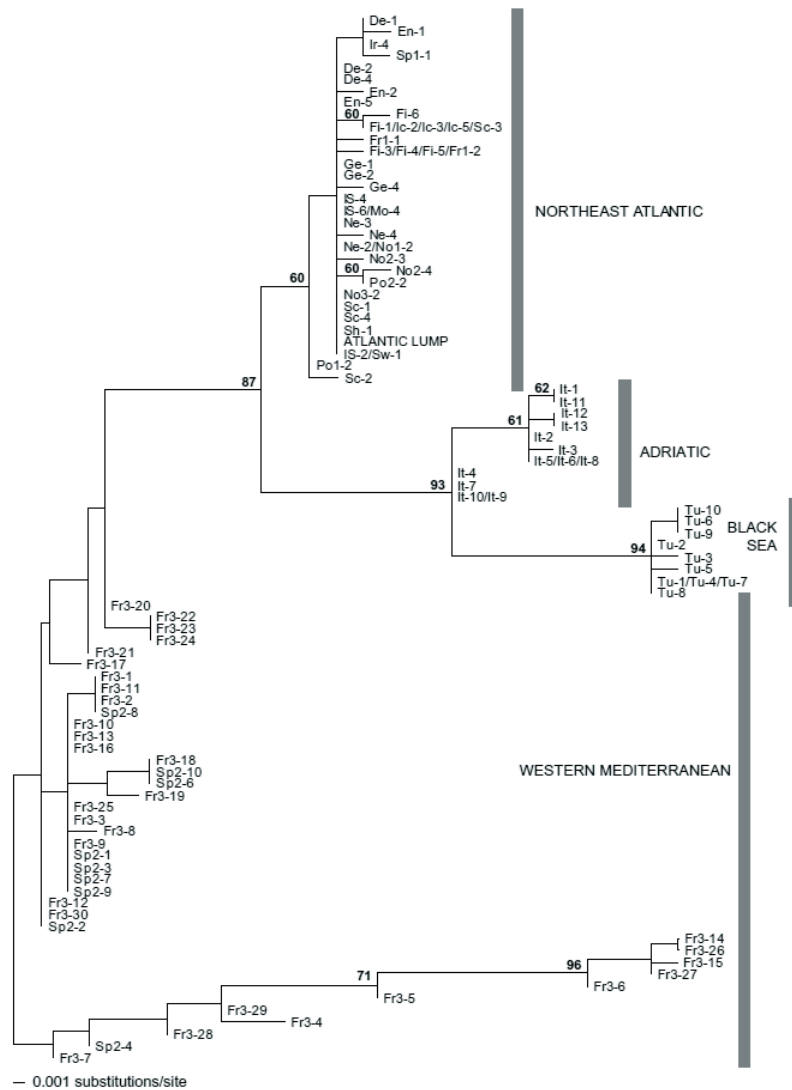 De-1
En-1
Ir-4
Sp1-1
De-2
De-4
En-2
En-5
60
Fi-6
Fi-1/Ic-2/Ic-3/Ic-5/Sc-3
Fr1-1
Fi-3/Fi-4/Fi-5/Fr1-2
Ge-1
Ge-2
Ge-4
IS-4
IS-6/Mo-4
NORTHEAST ATLANTIC
Ne-3
Ne-4
Ne-2/No1-2
No2-3
60
60
No2-4
Po2-2
No3-2
Sc-1
Sc-4
Sh-1
ATLANTIC LUMP
IS-2/Sw-1
Po1-2
Sc-2
87
62
It-1
It-11
It-12
It-13
61
It-2
It-3
It-5/It-6/It-8
ADRIATIC
93
It-4
It-7
It-10/It-9
Tu-10
Tu-6
Tu-9
BLACK
SEA
94
Tu-2
Tu-3
Tu-5
Tu-1/Tu-4/Tu-7
Tu-8
Fr3-20
Fr3-22
Fr3-23
Fr3-24
Fr3-21
Fr3-17
Fr3-1
Fr3-11
Fr3-2
Sp2-8
Fr3-10
Fr3-13
Fr3-16
Fr3-18
Sp2-10
Sp2-6
WESTERN MEDITERRANEAN
Fr3-19
Fr3-25
Fr3-3
Fr3-8
Fr3-9
Sp2-1
Sp2-3
Sp2-7
Sp2-9
Fr3-12
Fr3-30
Sp2-2
Fr3-14
Fr3-26
Fr3-15
Fr3-27
96
71
Fr3-6
Fr3-5
Fr3-29
Fr3-4
Fr3-28
Sp2-4
Fr3-7
0.001 substitutions/site